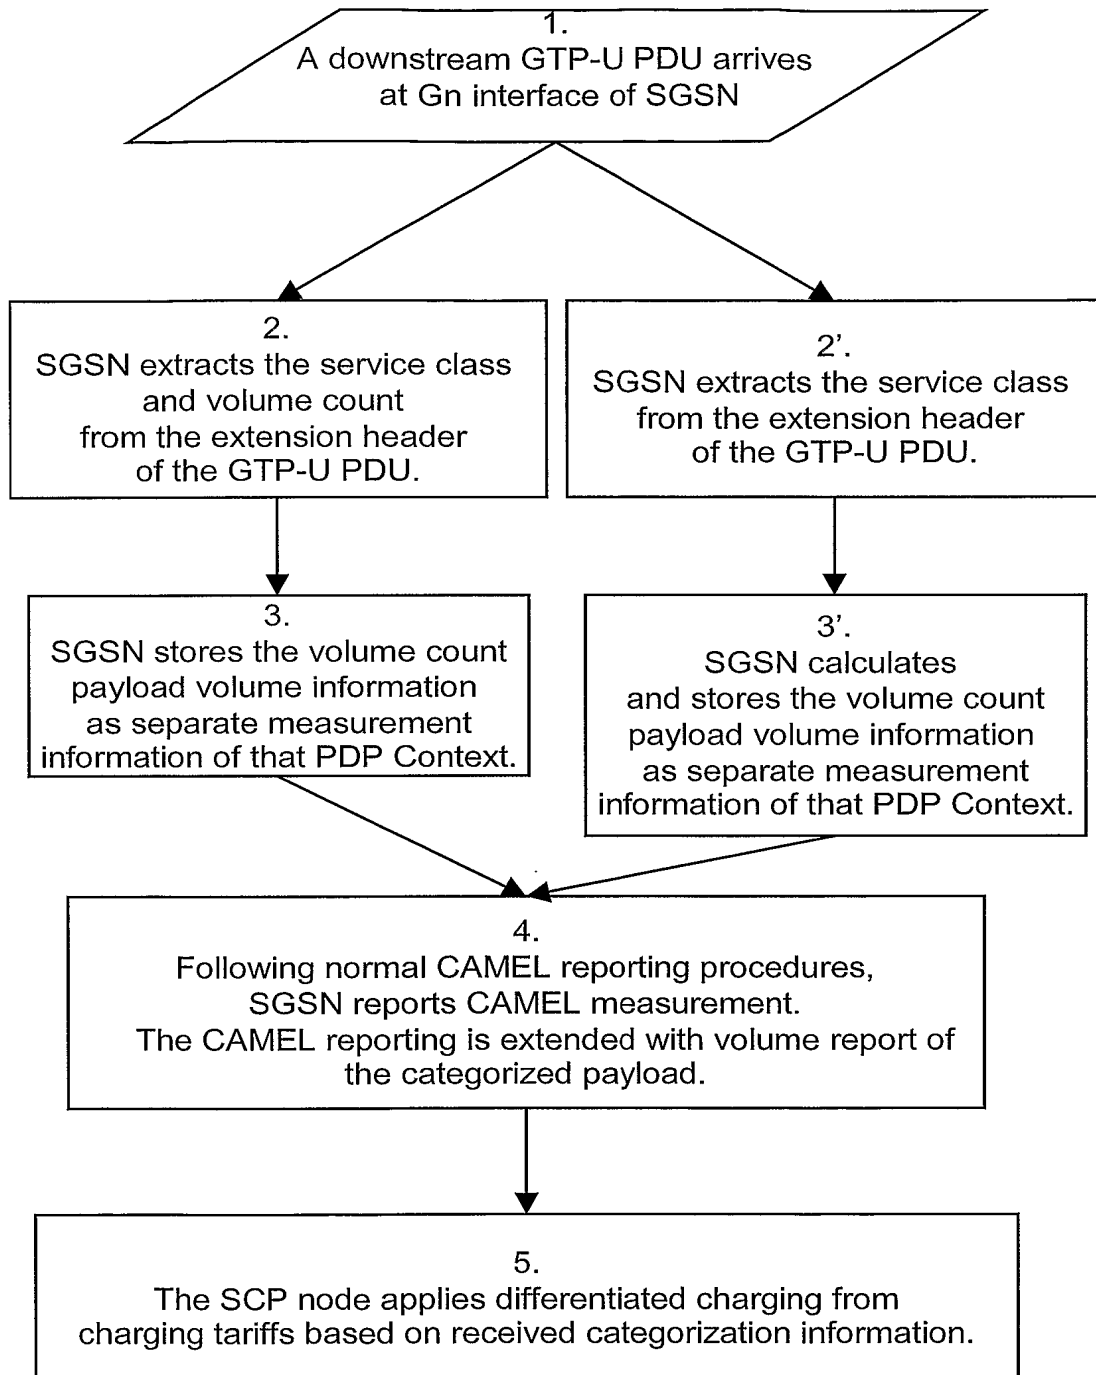 1.
A downstream GTP-U PDU arrives
at Gn interface of SGSN
2.
SGSN extracts the service class
and volume count
from the extension header
of the GTP-U PDU.
2'.
SGSN extracts the service class
from the extension header
of the GTP-U PDU.
3.
SGSN stores the volume count
payload volume information
as separate measurement
information of that PDP Context.
3'.
SGSN calculates
and stores the volume count
payload volume information
as separate measurement
information of that PDP Context.
4.
Following normal CAMEL reporting procedures,
SGSN reports CAMEL measurement.
The CAMEL reporting is extended with volume report of
the categorized payload.
5.
The SCP node applies differentiated charging from
charging tariffs based on received categorization information.